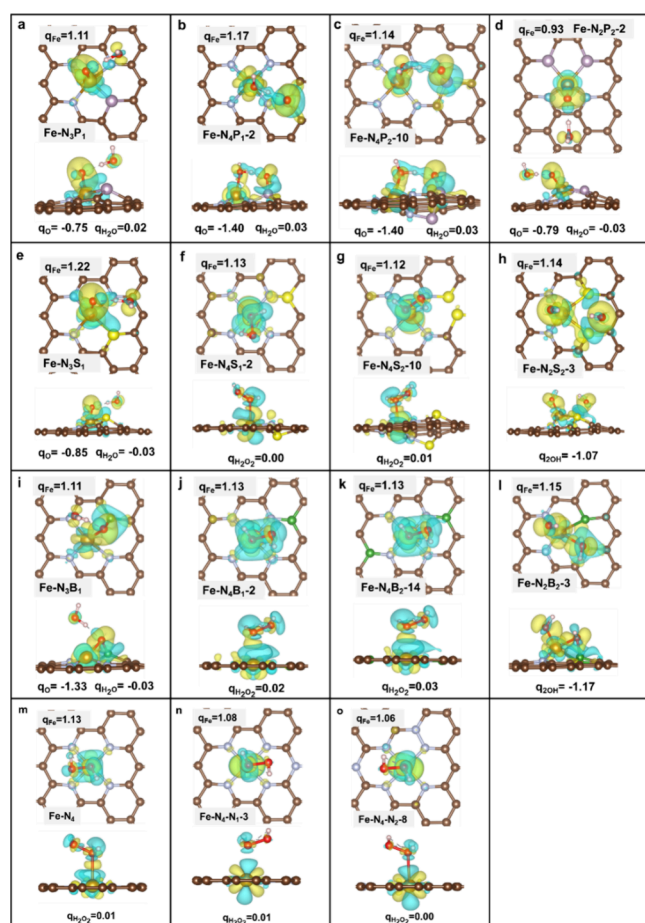 a
qFe=1.11
Fe-N3P1
qO= -0.75 qH2O=0.02
b
qFe=1.17
Fe-N4P1-2
qO= -1.40 qH2O=0.03
c
qFe=1.14
Fe-N4P2-10
qO= -1.40 qH2O=0.03
d
qFe=0.93 Fe-N2P2-2
qO= -0.79 qH2O= -0.03
e
qFe=1.22
Fe-N3S1
qO= -0.85 qH2O= -0.03
f
qFe=1.13
Fe-N4S1-2
qH2O2=0.00
g
qFe=1.12
Fe-N4S2-10
qH2O2=0.01
h
qFe=1.14
Fe-N2S2-3
q2OH= -1.07
i
qFe=1.11
Fe-N3B1
qO= -1.33 qH2O= -0.03
j
qFe=1.13
Fe-N4B1-2
qH2O2=0.02
k
qFe=1.13
Fe-N4B2-14
qH2O2=0.03
l
qFe=1.15
Fe-N2B2-3
q2OH= -1.17
m
qFe=1.13
Fe-N4
qH2O2=0.01
n
qFe=1.08
Fe-N4-N1-3
qH2O2=0.01
o
qFe=1.06
Fe-N4-N2-8
qH2O2=0.00